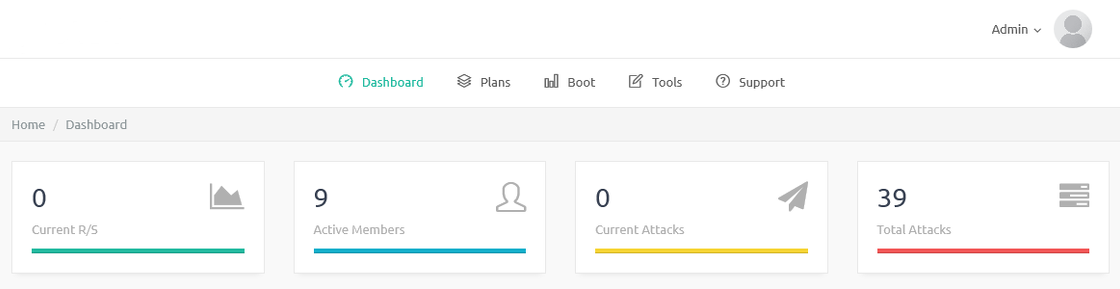 Admin
Dashboard Plans Boot Tools Support
Home / Dashboard
0 9 0 39
Current R/S Active Members Current Attacks Total Attacks